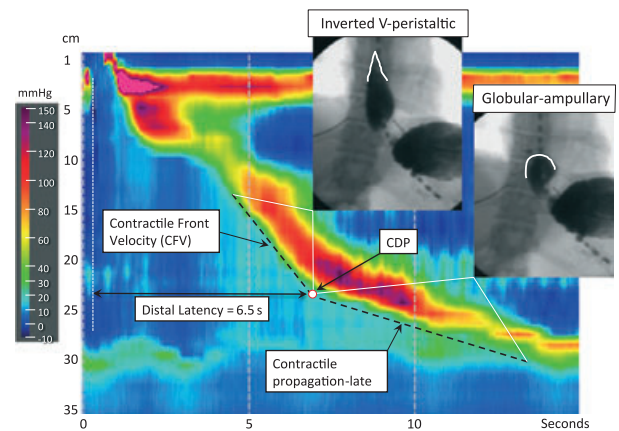 Inverted V-peristaltic
Globular-ampullary
cm
1
5
10
15
20
25
30
35
mmHg
150
140
120
100
80
60
40
30
20
10
0
-10
Contractile Front
Velocity (CFV)
CDP
Distal Latency = 6.5 s
Contractile
propagation-late
0
5
10
Seconds